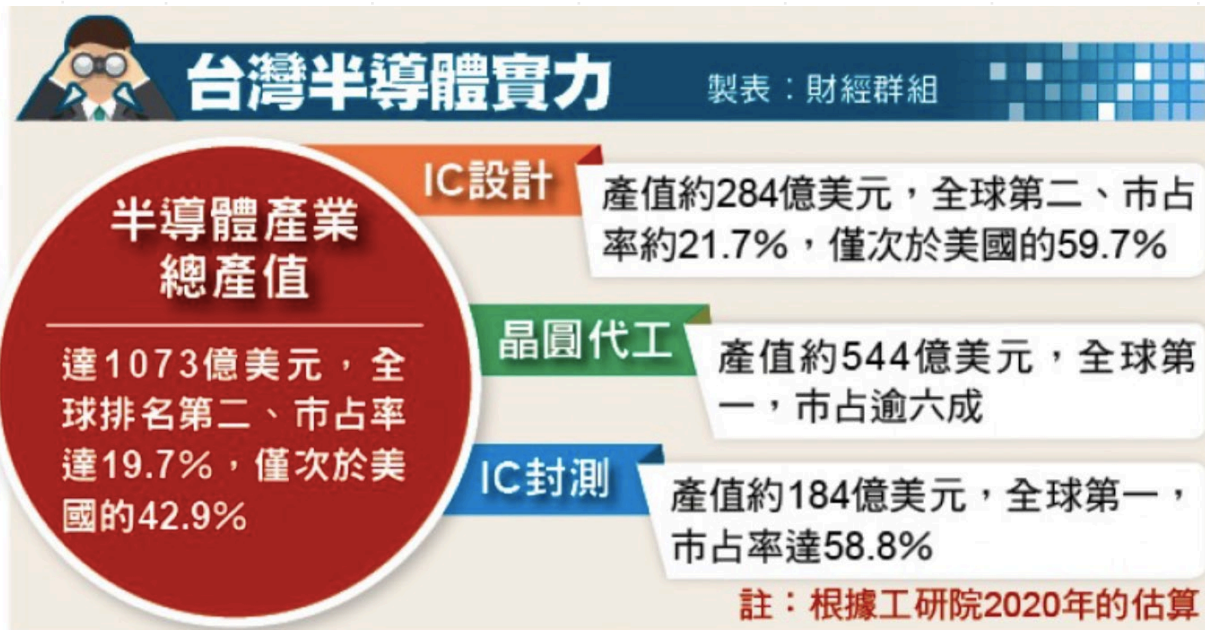 台灣半導體實力
製表：財經群組
半導體產業
總產值
達1073億美元，全
球排名第二、市占率
達19.7%，僅次於美
國的42.9%
IC設計
產值約284億美元，全球第二、市占
率約21.7%，僅次於美國的59.7%
晶圓代工
產值約544億美元，全球第
一，市占逾六成
IC封測
產值約184億美元，全球第一，
市占率達58.8%
註：根據工研院2020年的估算